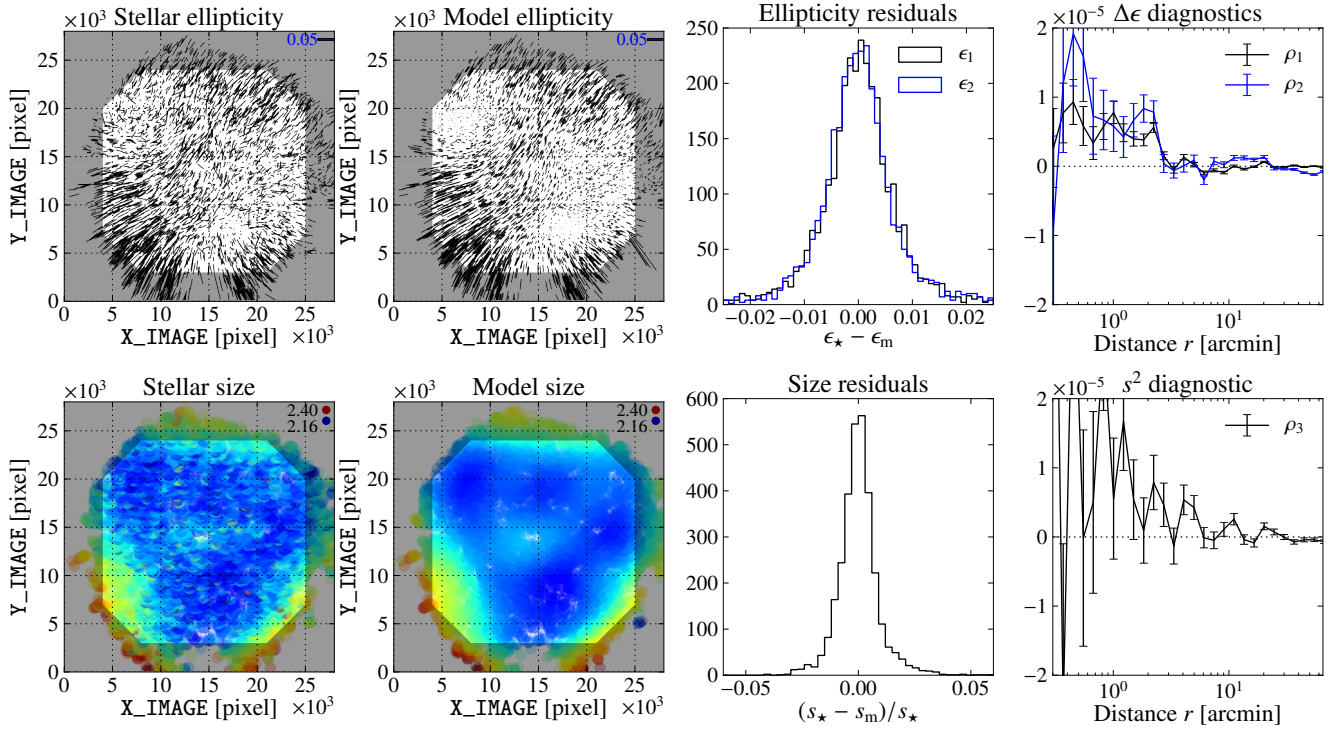 ×10³ Stellar ellipticity
0.05
25
20
15
10
5
0
Y_IMAGE [pixel]
0 5 10 15 20 25
X_IMAGE [pixel] ×10³
×10³ Model ellipticity
0.05
25
20
15
10
5
0
Y_IMAGE [pixel]
0 5 10 15 20 25
X_IMAGE [pixel] ×10³
Ellipticity residuals
250
200
150
100
50
0
ϵ₁
ϵ₂
−0.02 −0.01 0.00 0.01 0.02
ϵ⋆ − ϵₘ
×10⁻⁵ Δϵ diagnostics
2
1
0
−1
−2
ρ₁
ρ₂
10⁰ 10¹
Distance r [arcmin]
×10³ Stellar size
2.40
2.16
25
20
15
10
5
0
Y_IMAGE [pixel]
0 5 10 15 20 25
X_IMAGE [pixel] ×10³
×10³ Model size
2.40
2.16
25
20
15
10
5
0
Y_IMAGE [pixel]
0 5 10 15 20 25
X_IMAGE [pixel] ×10³
Size residuals
600
500
400
300
200
100
0
−0.05 0.00 0.05
(s⋆ − sₘ)/s⋆
×10⁻⁵ s² diagnostic
2
1
0
−1
−2
ρ₃
10⁰ 10¹
Distance r [arcmin]